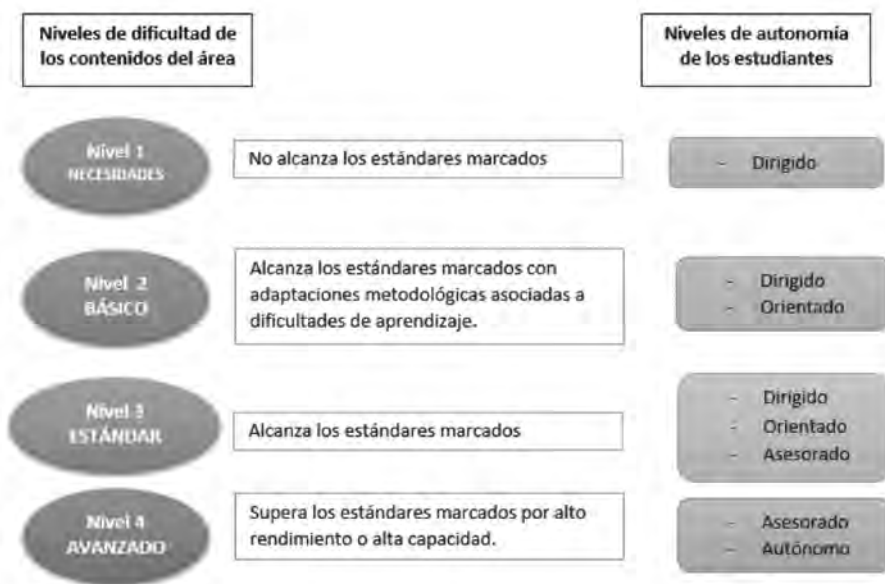 Niveles de dificultad de
los contenidos del área
Niveles de autonomía
de los estudiantes
Nivel 1
NECESIDADES
No alcanza los estándares marcados
- Dirigido
Nivel 2
BÁSICO
Alcanza los estándares marcados con
adaptaciones metodológicas asociadas a
dificultades de aprendizaje.
- Dirigido
- Orientado
Nivel 3
ESTÁNDAR
Alcanza los estándares marcados
- Dirigido
- Orientado
- Asesorado
Nivel 4
AVANZADO
Supera los estándares marcados por alto
rendimiento o alta capacidad.
- Asesorado
- Autónomo